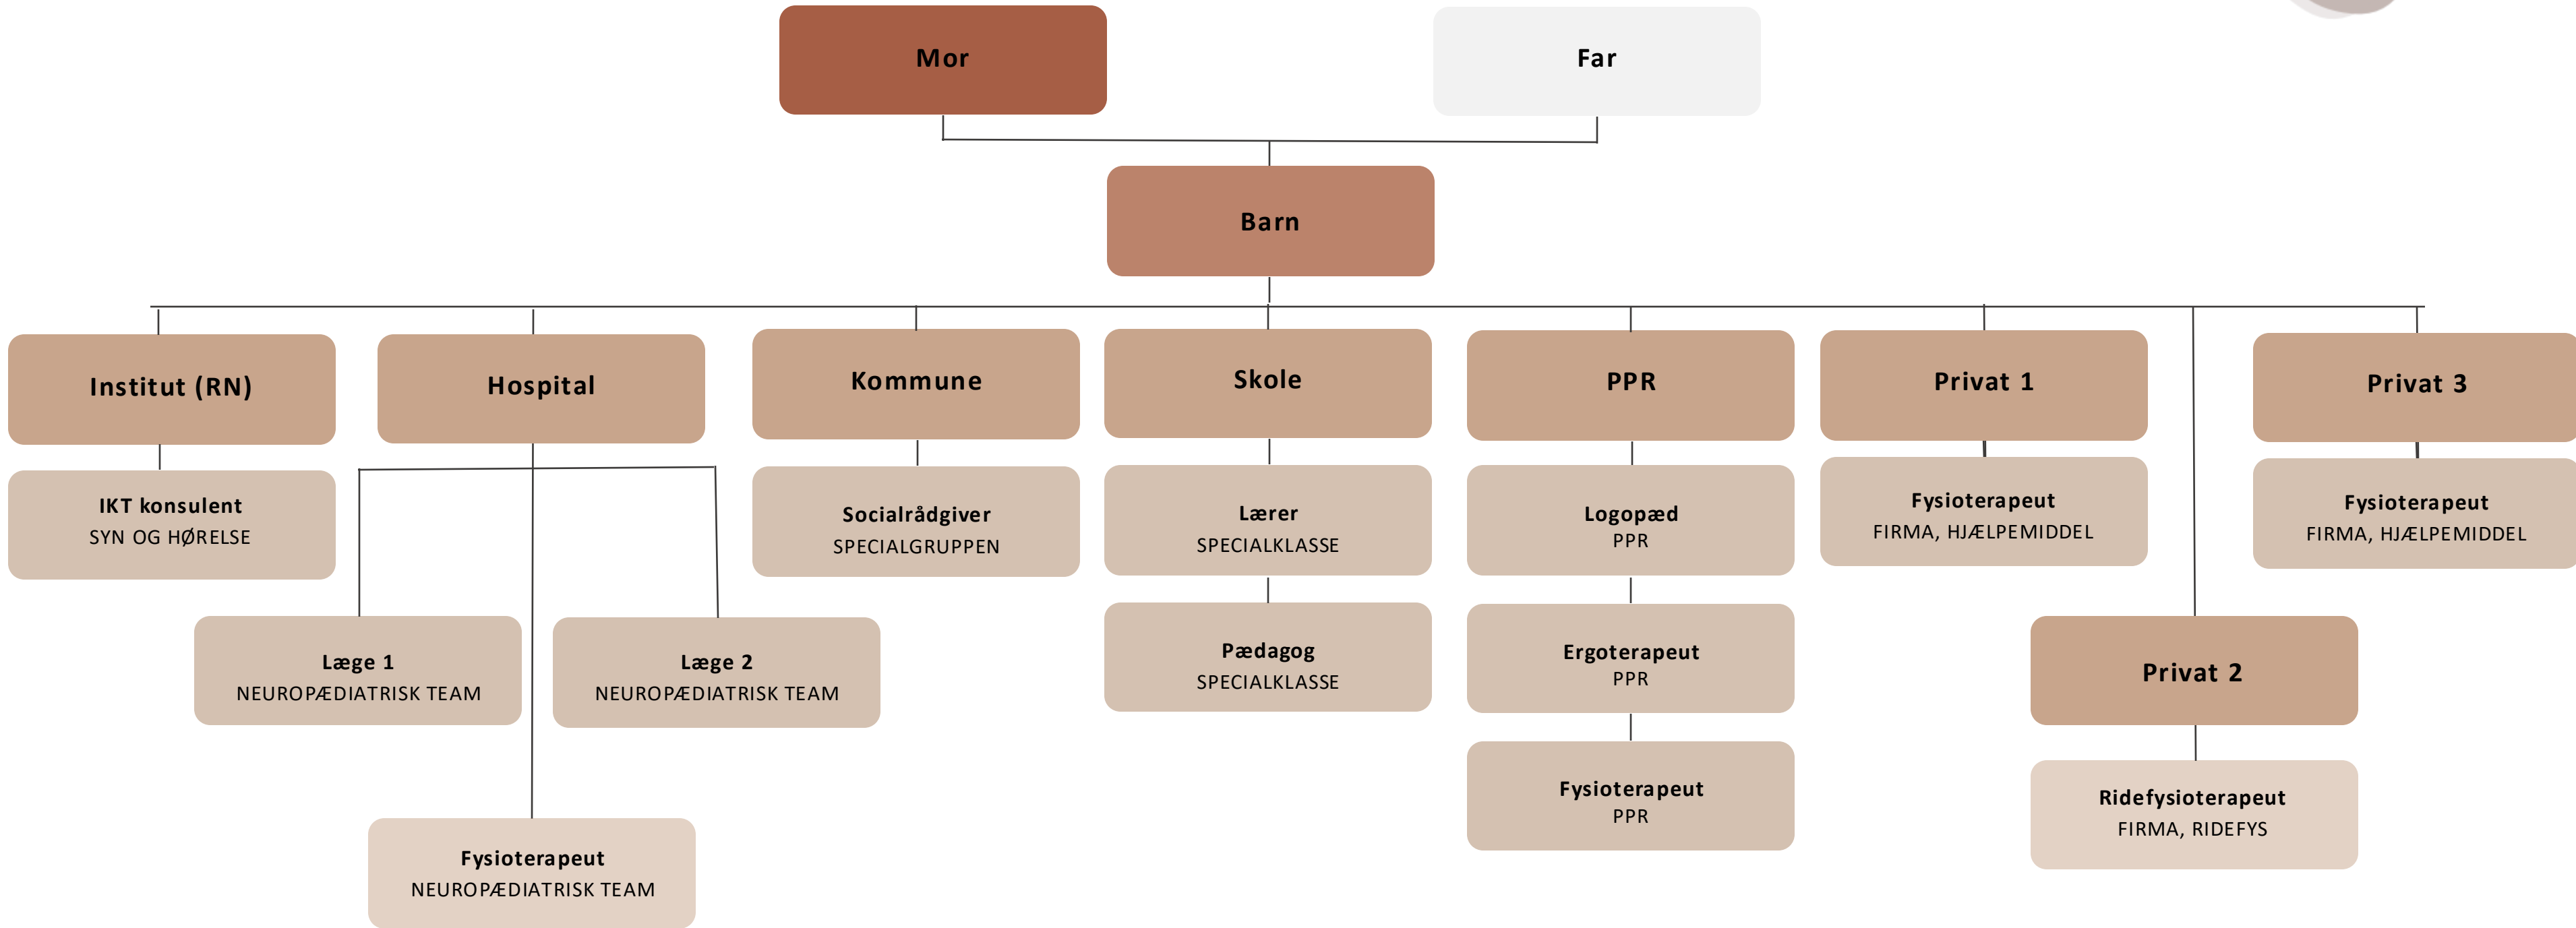 Mor
Far
Barn
Institut (RN)
Hospital
Kommune
Skole
PPR
Privat 1
Privat 3
IKT konsulent
SYN OG HØRELSE
Socialrådgiver
SPECIALGRUPPEN
Lærer
SPECIALKLASSE
Logopæd
PPR
Fysioterapeut
FIRMA, HJÆLPEMIDDEL
Fysioterapeut
FIRMA, HJÆLPEMIDDEL
Læge 1
NEUROPÆDIATRISK TEAM
Læge 2
NEUROPÆDIATRISK TEAM
Pædagog
SPECIALKLASSE
Ergoterapeut
PPR
Privat 2
Fysioterapeut
PPR
Ridefysioterapeut
FIRMA, RIDEFYS
Fysioterapeut
NEUROPÆDIATRISK TEAM